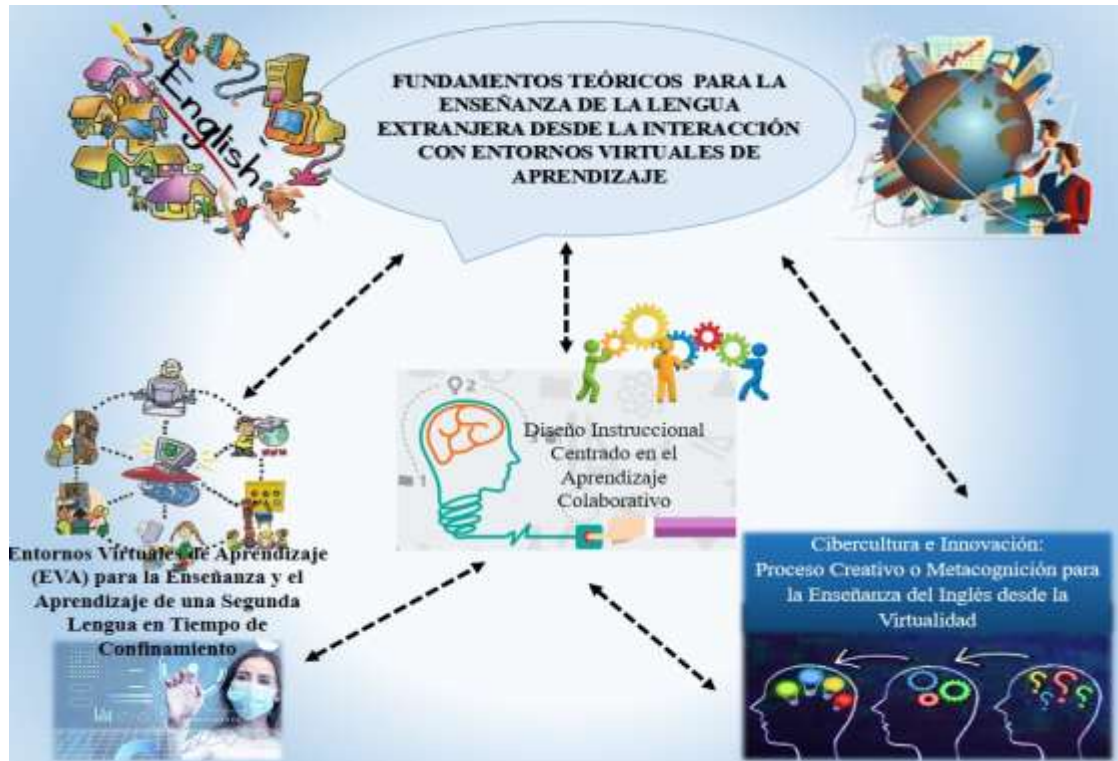 English
FUNDAMENTOS TEÓRICOS PARA LA
ENSEÑANZA DE LA LENGUA
EXTRANJERA DESDE LA INTERACCIÓN
CON ENTORNOS VIRTUALES DE
APRENDIZAJE
2
1
Diseño Instruccional
Centrado en el
Aprendizaje
Colaborativo
Entornos Virtuales de Aprendizaje
(EVA) para la Enseñanza y el
Aprendizaje de una Segunda
Lengua en Tiempo de
Confinamiento
Cibercultura e Innovación:
Proceso Creativo o Metacognición para
la Enseñanza del Inglés desde la
Virtualidad
? ? ?
? ? ?